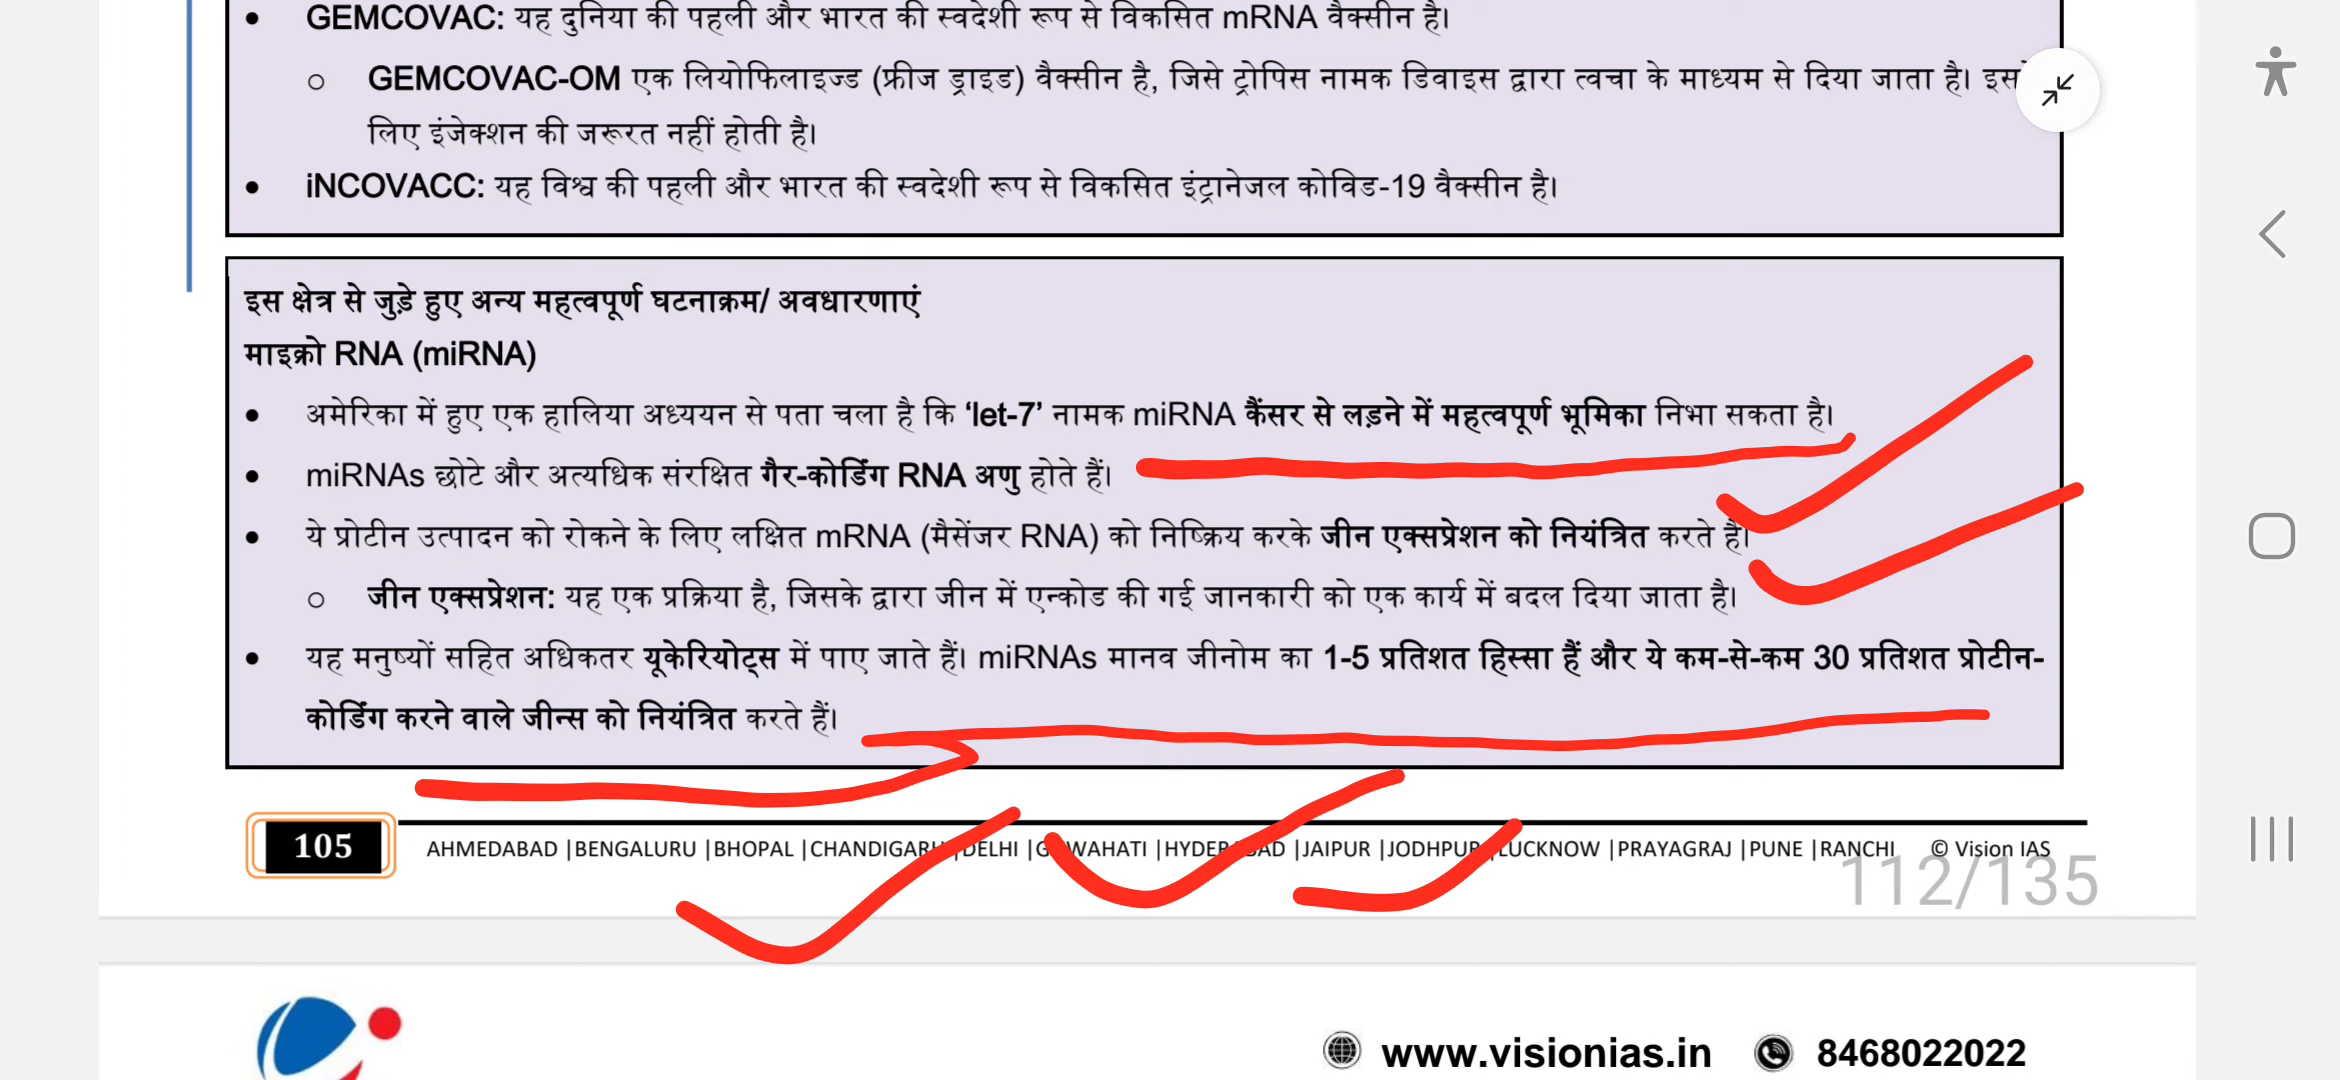 • GEMCOVAC: यह दुनिया की पहली और भारत की स्वदेशी रूप से विकसित mRNA वैक्सीन है।
o GEMCOVAC-OM एक लियोफिलाइज्ड (फ्रीज ड्राइड) वैक्सीन है, जिसे ट्रोपिस नामक डिवाइस द्वारा त्वचा के माध्यम से दिया जाता है।
लिए इंजेक्शन की जरूरत नहीं होती है।
• iNCOVACC: यह विश्व की पहली और भारत की स्वदेशी रूप से विकसित इंट्रानेजल कोविड-19 वैक्सीन है।
इस क्षेत्र से जुड़े हुए अन्य महत्वपूर्ण घटनाक्रम/ अवधारणाएं
माइक्रो RNA (miRNA)
• अमेरिका में हुए एक हालिया अध्ययन से पता चला है कि ‘let-7’ नामक miRNA कैंसर से लड़ने में महत्वपूर्ण भूमिका निभा सकता है।
• miRNAs छोटे और अत्यधिक संरक्षित गैर-कोडिंग RNA अणु होते हैं।
• ये प्रोटीन उत्पादन को रोकने के लिए लक्षित mRNA (मैसेंजर RNA) को निष्क्रिय करके जीन एक्सप्रेशन को नियंत्रित करते हैं।
o जीन एक्सप्रेशन: यह एक प्रक्रिया है, जिसके द्वारा जीन में एन्कोड की गई जानकारी को एक कार्य में बदल दिया जाता है।
• यह मनुष्यों सहित अधिकतर यूकेरियोट्स में पाए जाते हैं। miRNAs मानव जीनोम का 1-5 प्रतिशत हिस्सा हैं और ये कम-से-कम 30 प्रतिशत प्रोटीन-
कोडिंग करने वाले जीन्स को नियंत्रित करते हैं।
105 AHMEDABAD |BENGALURU |BHOPAL |CHANDIGARH |DELHI |GUWAHATI |HYDERABAD |JAIPUR |JODHPUR |LUCKNOW |PRAYAGRAJ |PUNE |RANCHI © Vision IAS
112/135
www.visionias.in 8468022022